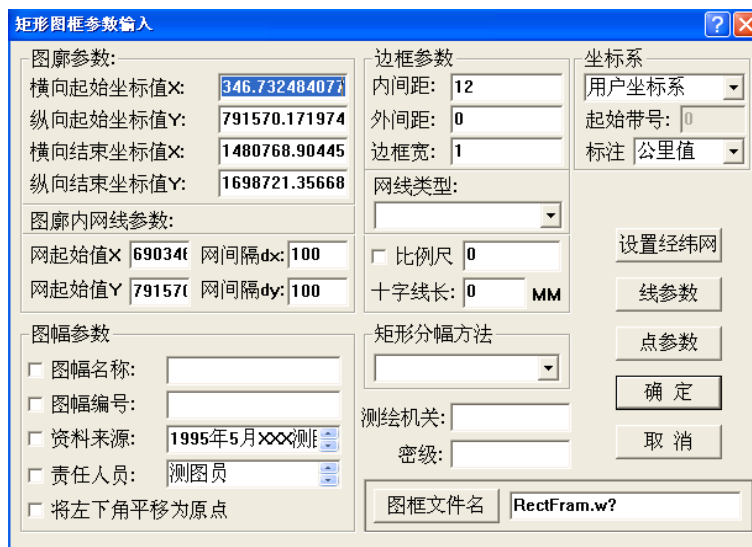 矩形图框参数输入
图廓参数:
横向起始坐标值X: 346.732484077
纵向起始坐标值Y: 791570.171974
横向结束坐标值X: 1480768.90445
纵向结束坐标值Y: 1698721.35668
图廓内网线参数:
网起始值X 690346 网间隔dx: 100
网起始值Y 791570 网间隔dy: 100
图幅参数
图幅名称:
图幅编号:
资料来源: 1995年5月XXX测
责任人员: 测图员
将左下角平移为原点
边框参数
内间距: 12
外间距: 0
边框宽: 1
网线类型:
比例尺 0
十字线长: 0 MM
矩形分幅方法
测绘机关:
密级:
图框文件名 RectFram.w?
坐标系
用户坐标系
起始带号: 0
标注 公里值
设置经纬网
线参数
点参数
确 定
取 消